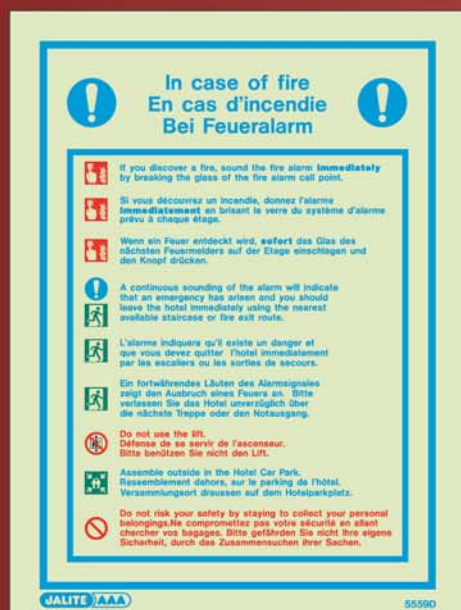 In case of fire
En cas d'incendie
Bei Feueralarm
If you discover a fire, sound the fire alarm immediately
by breaking the glass of the fire alarm call point.
Si vous découvrez un incendie, donnez l'alarme
immediatement en brisant le verre du système d'alarme
prévu à chaque étage.
Wenn ein Feuer entdeckt wird, sofort das Glas des
nächsten Feuermelders auf der Etage einschlagen und
den Knopf drücken.
A continuous sounding of the alarm will indicate
that an emergency has arisen and you should
leave the hotel immediately using the nearest
available staircase or fire exit route.
L'alarme indiquera qu'il existe un danger et
que vous devez quitter l'hotel immediatement
par les escaliers ou les sorties de secours.
Ein fortwährendes Läuten des Alarmsignales
zeigt den Ausbruch eines Feuers an. Bitte
verlassen Sie das Hotel unverzüglich über
die nächste Treppe oder den Notausgang.
Do not use the lift.
Défense de se servir de l'ascenseur.
Bitte benützen Sie nicht den Lift.
Assemble outside in the Hotel Car Park.
Rassemblement dehors, sur le parking de l'hôtel.
Versammlungsort draussen auf dem Hotelparkplatz.
Do not risk your safety by staying to collect your personal
belongings.Ne compromettez pas votre sécurité en allant
chercher vos bagages. Bitte gefährden Sie nicht Ihre eigene
Sicherheit, durch das Zusammensuchen ihrer Sachen.
JALITE AAA
5559D